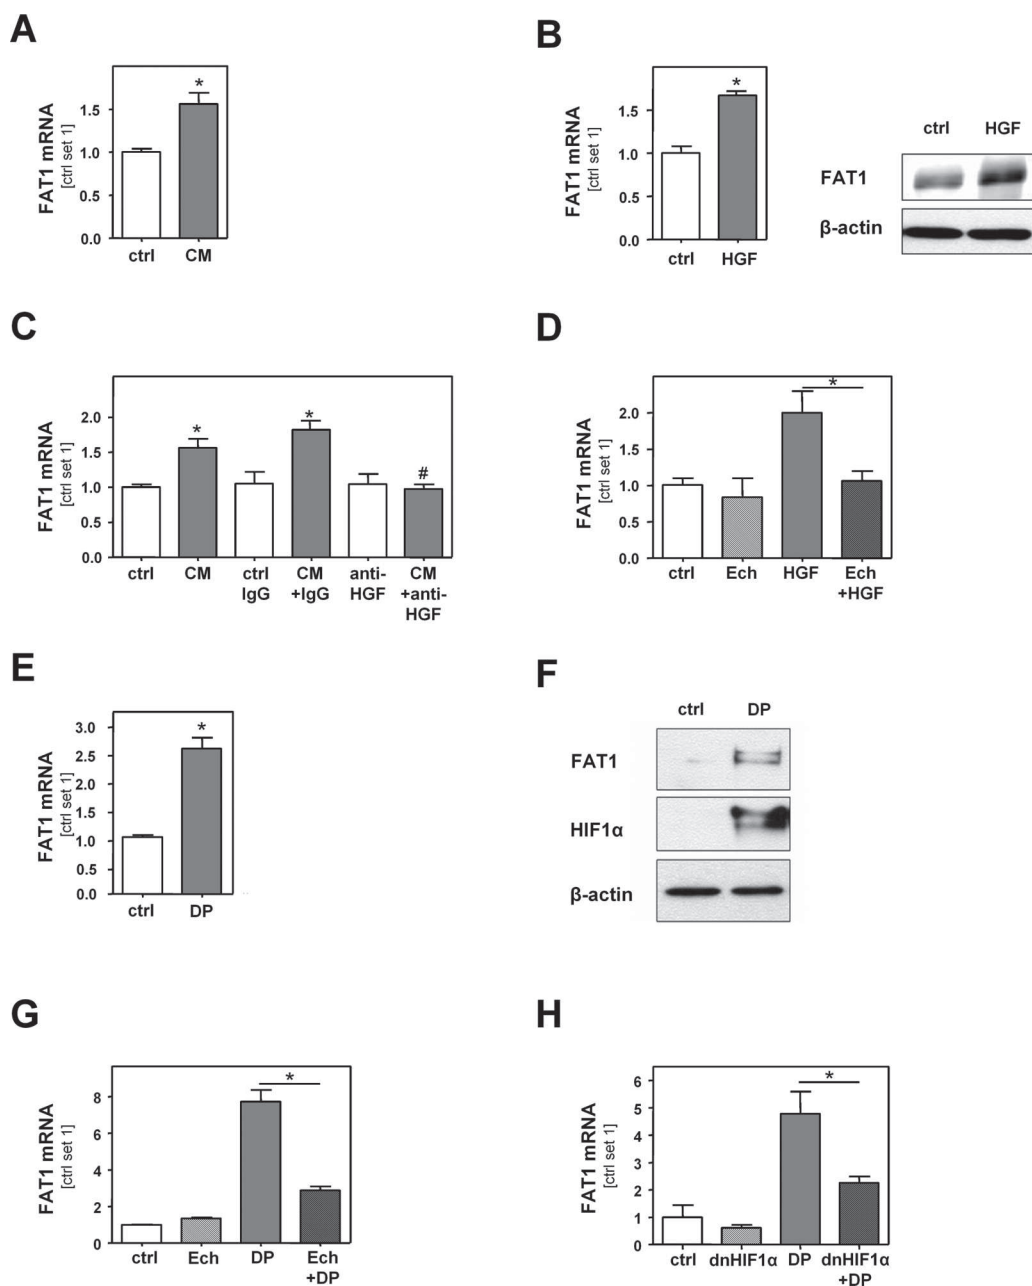 A
FAT1 mRNA
[ctrl set 1]
1.5
1.0
0.5
0.0
*
ctrl CM
B
FAT1 mRNA
[ctrl set 1]
1.5
1.0
0.5
0.0
*
ctrl HGF
ctrl HGF
FAT1
β-actin
C
FAT1 mRNA
[ctrl set 1]
2.0
1.5
1.0
0.5
0.0
* * #
ctrl CM ctrl CM anti- CM
IgG +IgG HGF +anti-
HGF
D
FAT1 mRNA
[ctrl set 1]
2.0
1.5
1.0
0.5
0.0
*
ctrl Ech HGF Ech
+HGF
E
FAT1 mRNA
[ctrl set 1]
3.0
2.5
2.0
1.5
1.0
0.5
0.0
*
ctrl DP
F
ctrl DP
FAT1
HIF1α
β-actin
G
FAT1 mRNA
[ctrl set 1]
8
6
4
2
0
*
ctrl Ech DP Ech
+DP
H
FAT1 mRNA
[ctrl set 1]
6
5
4
3
2
1
0
*
ctrl dnHIF1α DP dnHIF1α
+DP